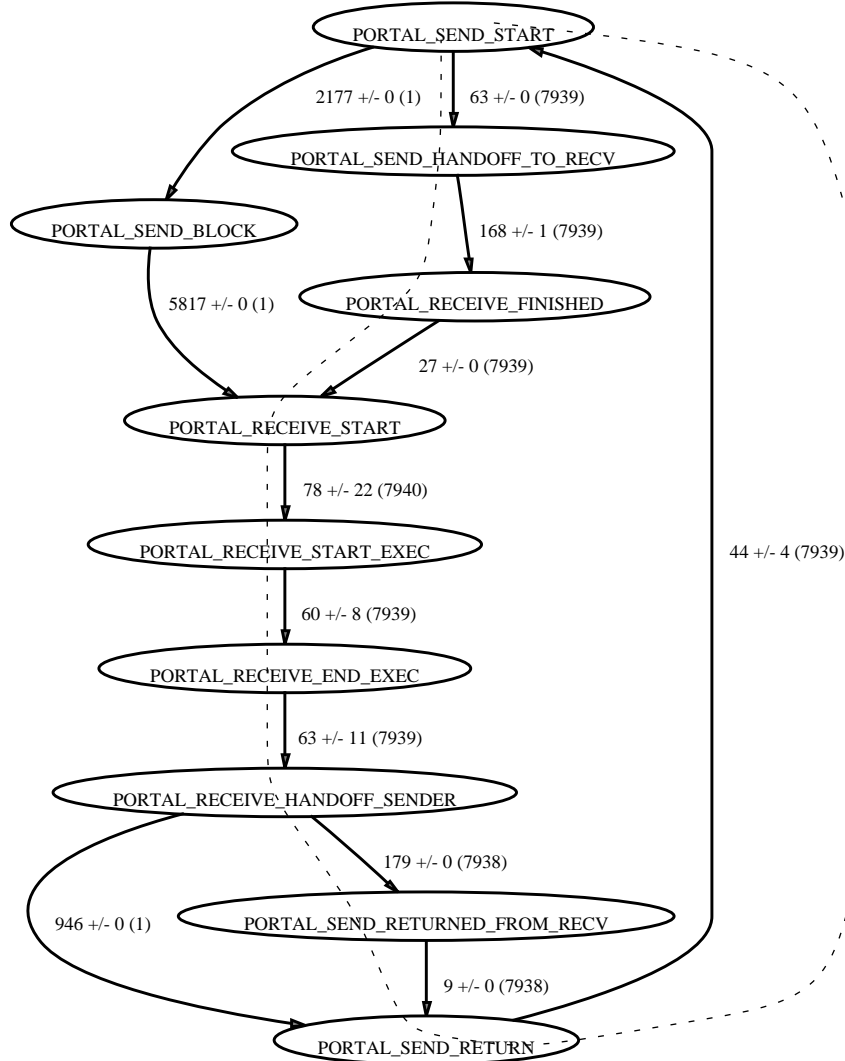 PORTAL_SEND_START
2177 +/- 0 (1)
63 +/- 0 (7939)
PORTAL_SEND_HANDOFF_TO_RECV
PORTAL_SEND_BLOCK
168 +/- 1 (7939)
5817 +/- 0 (1)
PORTAL_RECEIVE_FINISHED
27 +/- 0 (7939)
PORTAL_RECEIVE_START
78 +/- 22 (7940)
PORTAL_RECEIVE_START_EXEC
44 +/- 4 (7939)
60 +/- 8 (7939)
PORTAL_RECEIVE_END_EXEC
63 +/- 11 (7939)
PORTAL_RECEIVE_HANDOFF_SENDER
179 +/- 0 (7938)
946 +/- 0 (1)
PORTAL_SEND_RETURNED_FROM_RECV
9 +/- 0 (7938)
PORTAL_SEND_RETURN